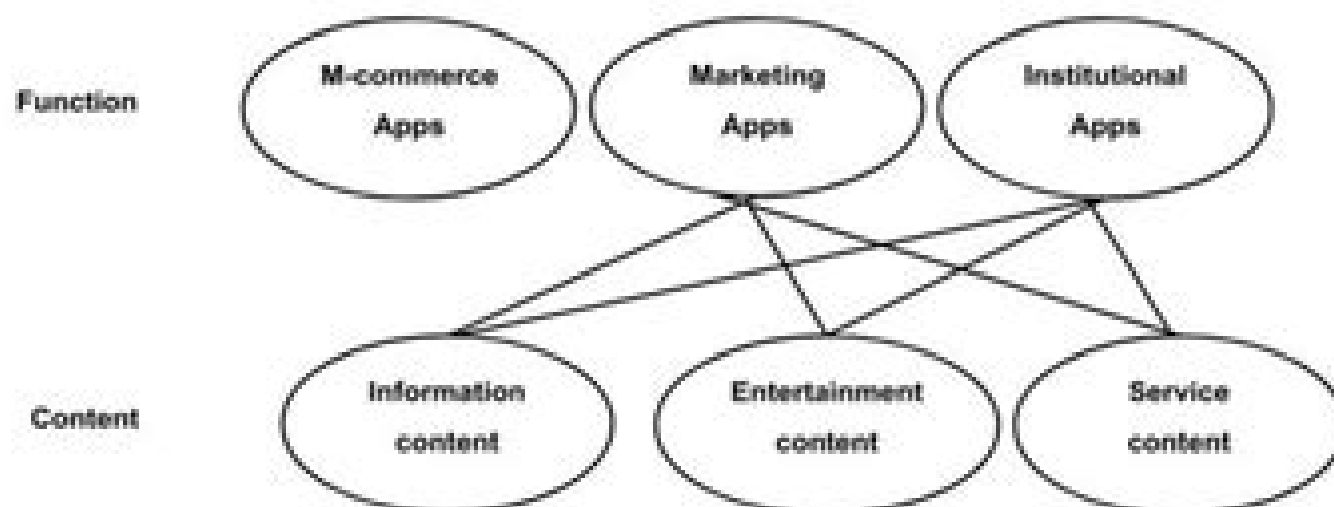 Function
M-commerce
Apps
Marketing
Apps
Institutional
Apps
Content
Information
content
Entertainment
content
Service
content